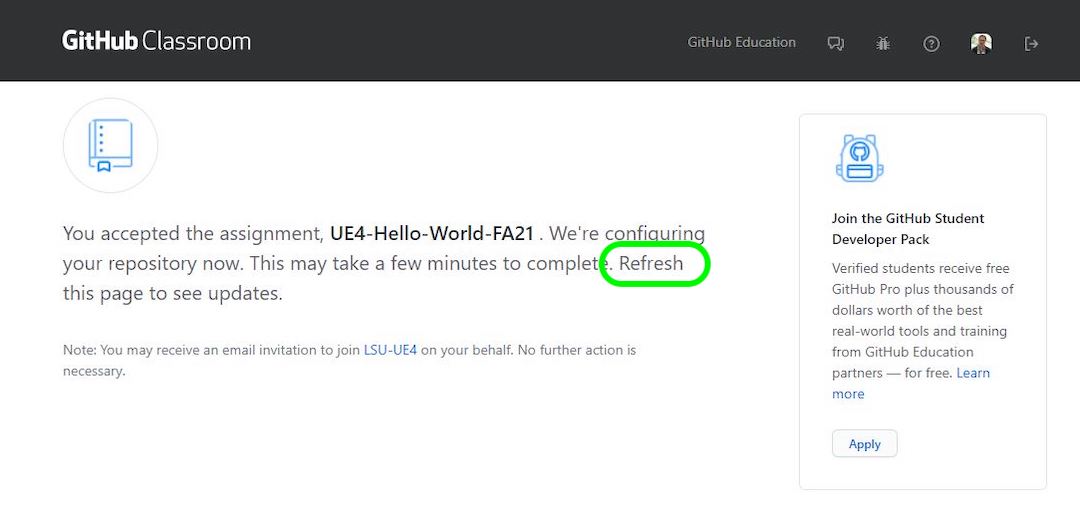 GitHub Classroom
GitHub Education
You accepted the assignment, UE4-Hello-World-FA21 . We're configuring
your repository now. This may take a few minutes to complete. Refresh
this page to see updates.
Note: You may receive an email invitation to join LSU-UE4 on your behalf. No further action is
necessary.
Join the GitHub Student
Developer Pack
Verified students receive free
GitHub Pro plus thousands of
dollars worth of the best
real-world tools and training
from GitHub Education
partners — for free. Learn
more
Apply